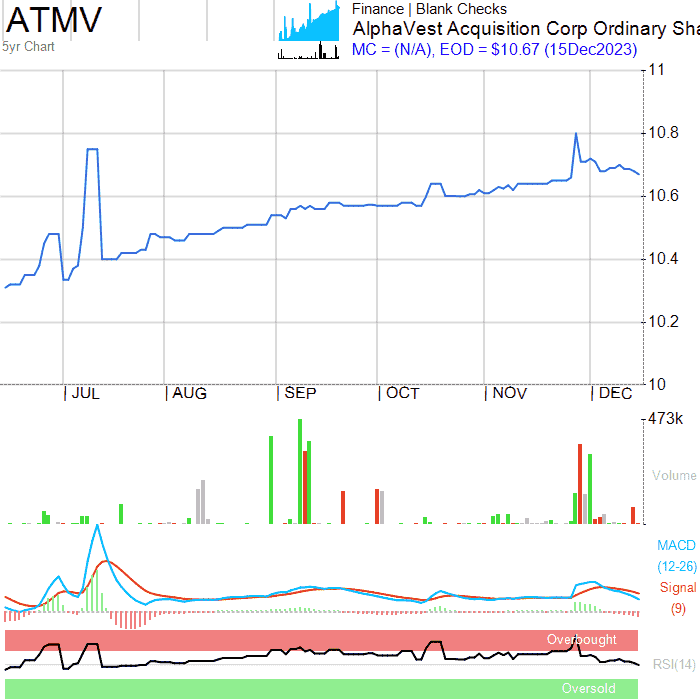 ATMV
5yr Chart
Finance | Blank Checks
AlphaVest Acquisition Corp Ordinary Sha
MC = (N/A), EOD = $10.67 (15Dec2023)
11
10.8
10.6
10.4
10.2
10
| JUL | AUG | SEP | OCT | NOV | DEC
473k
Volume
MACD
(12-26)
Signal
(9)
Overbought
RSI(14)
Oversold